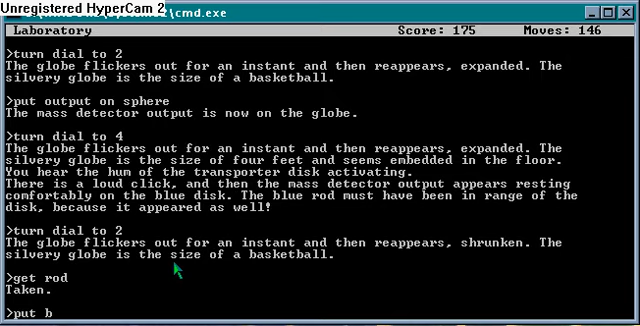 Unregistered HyperCam 2
\cmd.exe
Laboratory Score: 175 Moves: 146
>turn dial to 2
The globe flickers out for an instant and then reappears, expanded. The
silvery globe is the size of a basketball.
>put output on sphere
The mass detector output is now on the globe.
>turn dial to 4
The globe flickers out for an instant and then reappears, expanded. The
silvery globe is the size of four feet and seems embedded in the floor.
You hear the hum of the transporter disk activating.
There is a loud click, and then the mass detector output appears resting
comfortably on the blue disk. The blue rod must have been in range of the
disk, because it appeared as well!
>turn dial to 2
The globe flickers out for an instant and then reappears, shrunken. The
silvery globe is the size of a basketball.
>get rod
Taken.
>put b